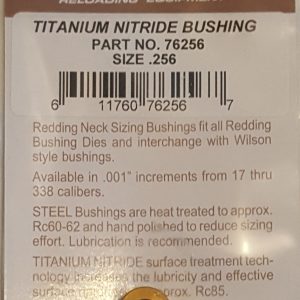 RELOADING EQUIPMENT
TITANIUM NITRIDE BUSHING
PART NO. 76256
SIZE .256
6 11760 76256 7
Redding Neck Sizing Bushings fit all Redding
Bushing Dies and interchange with Wilson
style bushings.
Available in .001" increments from 17 thru
338 calibers.
STEEL Bushings are heat treated to approx.
Rc60-62 and hand polished to reduce sizing
effort. Lubrication is recommended.
TITANIUM NITRIDE surface treatment tech-
nology increases the lubricity and effective
surface approx. Rc85.